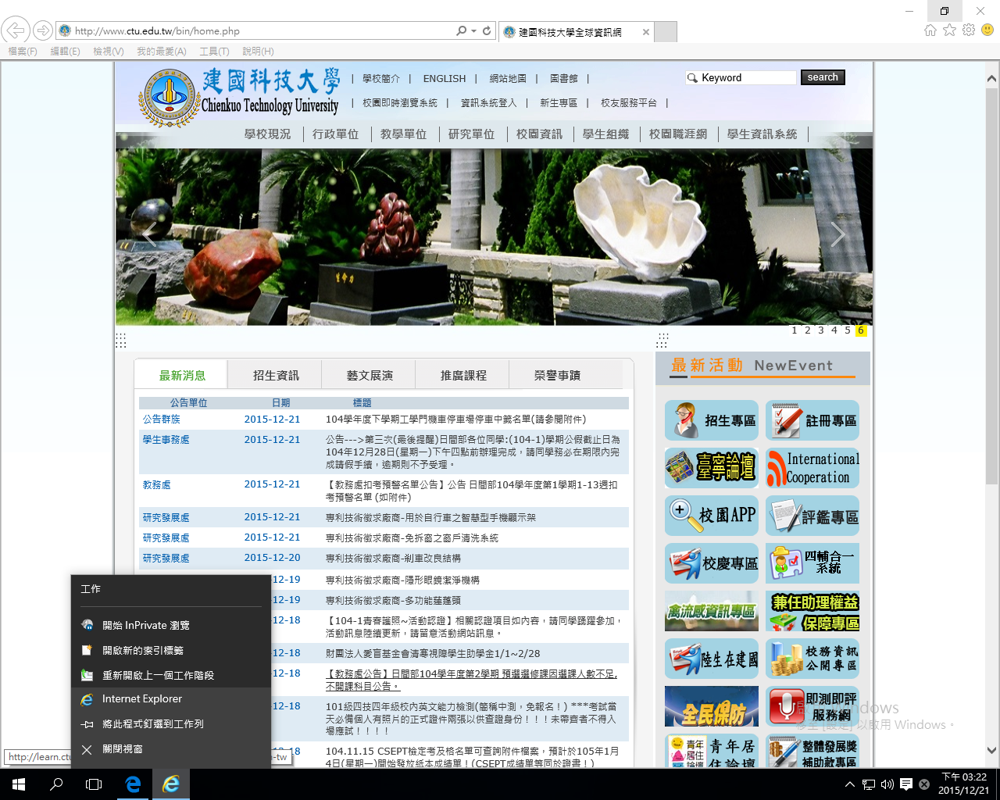 http://www.ctu.edu.tw/bin/home.php
建國科技大學全球資訊網
檔案(F) 編輯(E) 檢視(V) 我的最愛(A) 工具(T) 說明(H)
建國科技大學
Chienkuo Technology University
| 學校簡介 | ENGLISH | 網站地圖 | 圖書館 |
Keyword search
| 校園即時瀏覽系統 | 資訊系統登入 | 新生專區 | 校友服務平台 |
學校現況 | 行政單位 | 教學單位 | 研究單位 | 校園資訊 | 學生組織 | 校園職涯網 | 學生資訊系統 |
生命力
1 2 3 4 5 6
最新消息 招生資訊 藝文展演 推廣課程 榮譽事蹟
公告單位 日期 標題
公告群族 2015-12-21 104學年度下學期工學門機車停車場停車中籤名單(請參閱附件)
學生事務處 2015-12-21 公告--->第三次(最後提醒)日間部各位同學:(104-1)學期公假截止日為
104年12月28日(星期一)下午四點前辦理完成，請同學務必在期限內完
成請假手續，逾期則不予受理。
教務處 2015-12-21 【教務處扣考預警名單公告】公告 日間部104學年度第1學期1-13週扣
考預警名單 (如附件)
研究發展處 2015-12-21 專利技術徵求廠商-用於自行車之智慧型手機顯示架
研究發展處 2015-12-21 專利技術徵求廠商-免拆窗之窗戶清洗系統
研究發展處 2015-12-20 專利技術徵求廠商-剎車改良結構
-12-19 專利技術徵求廠商-隱形眼鏡潔淨機構
-12-19 專利技術徵求廠商-多功能蓮蓬頭
-12-18 【104-1青春護照~活動認證】相關認證項目如內容，請同學踴躍參加，
活動訊息陸續更新，請留意活動網站訊息。
-12-18 財團法人愛盲基金會清寒視障學生助學金1/1~2/28
-12-18 【教務處公告】日間部104學年度第2學期 預選選修課因選課人數不足,
不開課科目公告。
-12-18 101級四技四年級校內英文能力檢測(簡稱中測，免報名！) ***考試當
天必備個人有照片的正式證件兩張以供查證身份！！！未帶齊者不得入
場應試！！！！
104.11.15 CSEPT檢定考及格名單可查詢附件檔案，預計於105年1月
4日(星期一)開始發放紙本成績單！(CSEPT成績單等同於證書！)
最新活動 NewEvent
招生專區
註冊專區
臺寧論壇
International
Cooperation
校園APP
評鑑專區
校慶專區
四輔合一
系統
禽流感資訊專區
兼任助理權益
保障專區
陸生在建國
校務資訊
公開專區
全民保防
即測即評
服務網
青年
居住
論壇
青年居
住論壇
整體發展獎
補助款專區
啟用 Windows
移至 [設定] 以啟用 Windows。
工作
開始 InPrivate 瀏覽
開啟新的索引標籤
重新開啟上一個工作階段
Internet Explorer
將此程式釘選到工作列
關閉視窗
http://learn.ctu
-tw
下午 03:22
2015/12/21